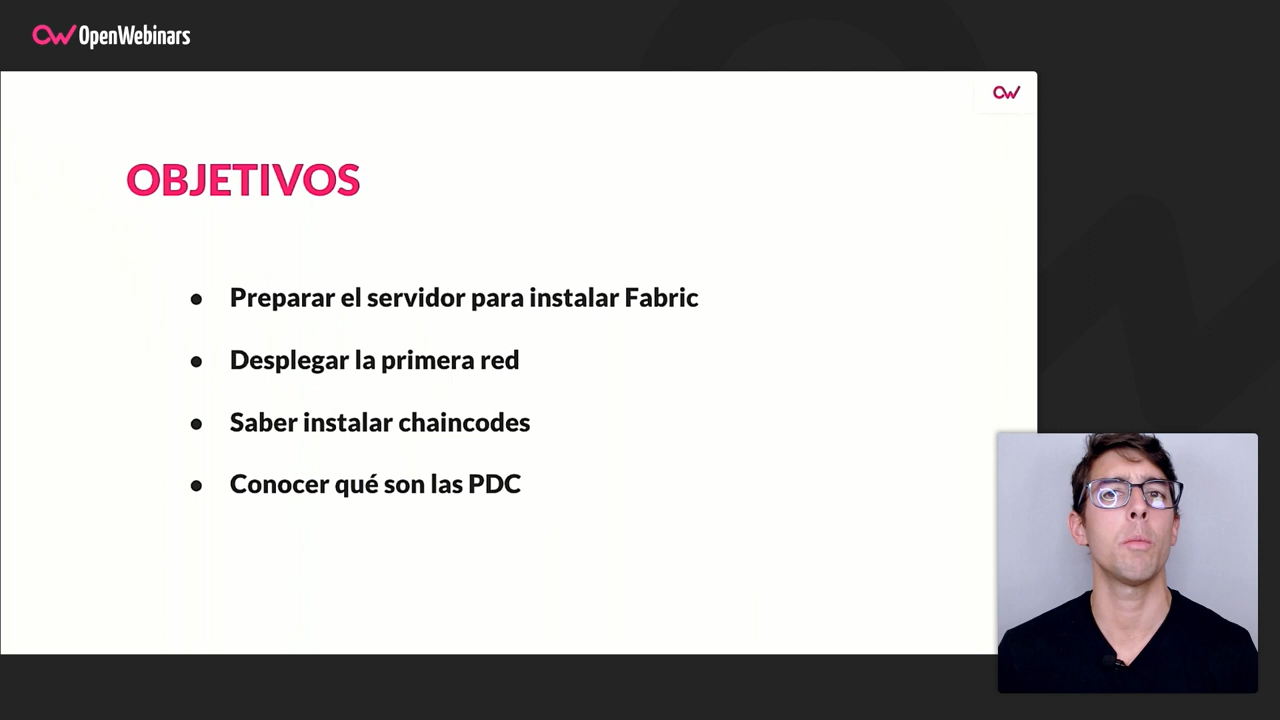 OpenWebinars
OBJETIVOS
● Preparar el servidor para instalar Fabric
● Desplegar la primera red
● Saber instalar chaincodes
● Conocer qué son las PDC